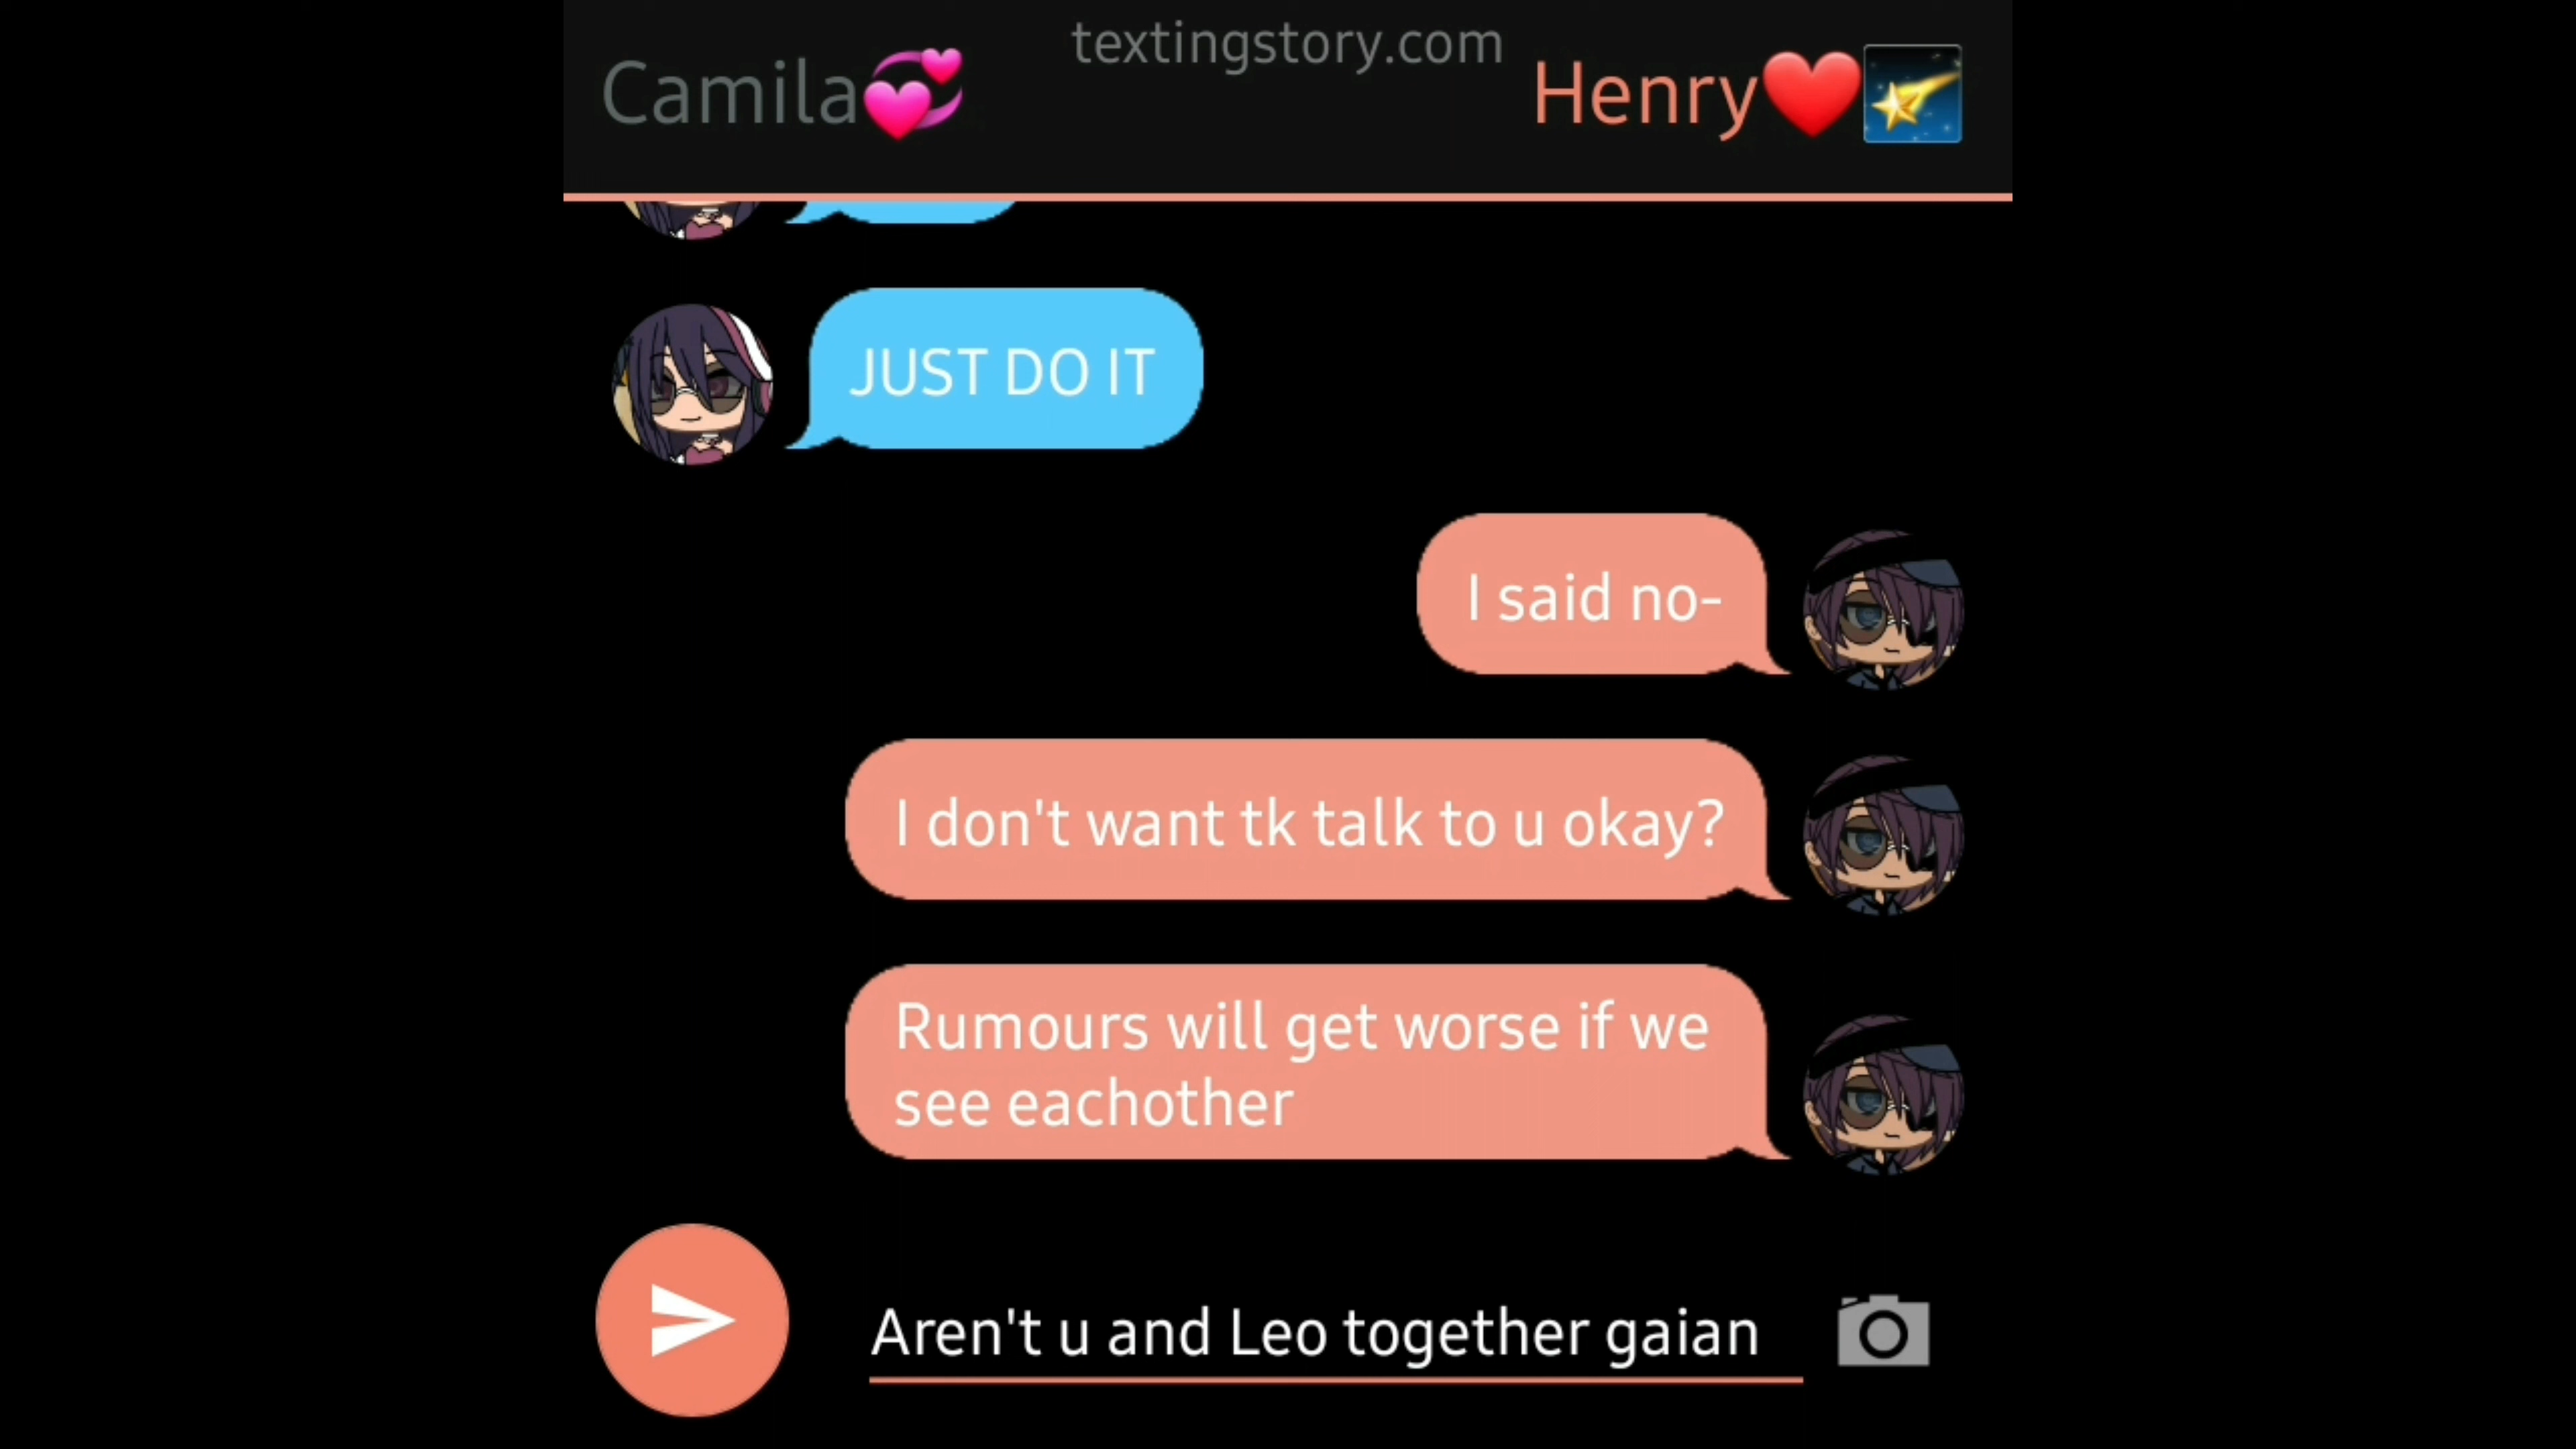 textingstory.com
Camila💞
Henry❤️🌠
JUST DO IT
I said no-
I don't want tk talk to u okay?
Rumours will get worse if we
see eachother
Aren't u and Leo together gaian